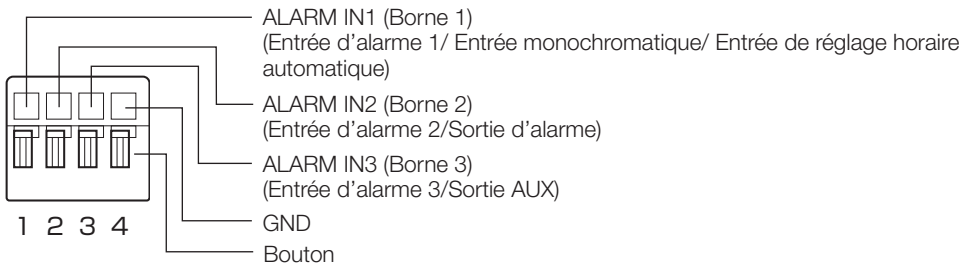 ALARM IN1 (Borne 1)
(Entrée d’alarme 1/ Entrée monochromatique/ Entrée de réglage horaire
automatique)
ALARM IN2 (Borne 2)
(Entrée d’alarme 2/Sortie d’alarme)
ALARM IN3 (Borne 3)
(Entrée d’alarme 3/Sortie AUX)
1 2 3 4
GND
Bouton